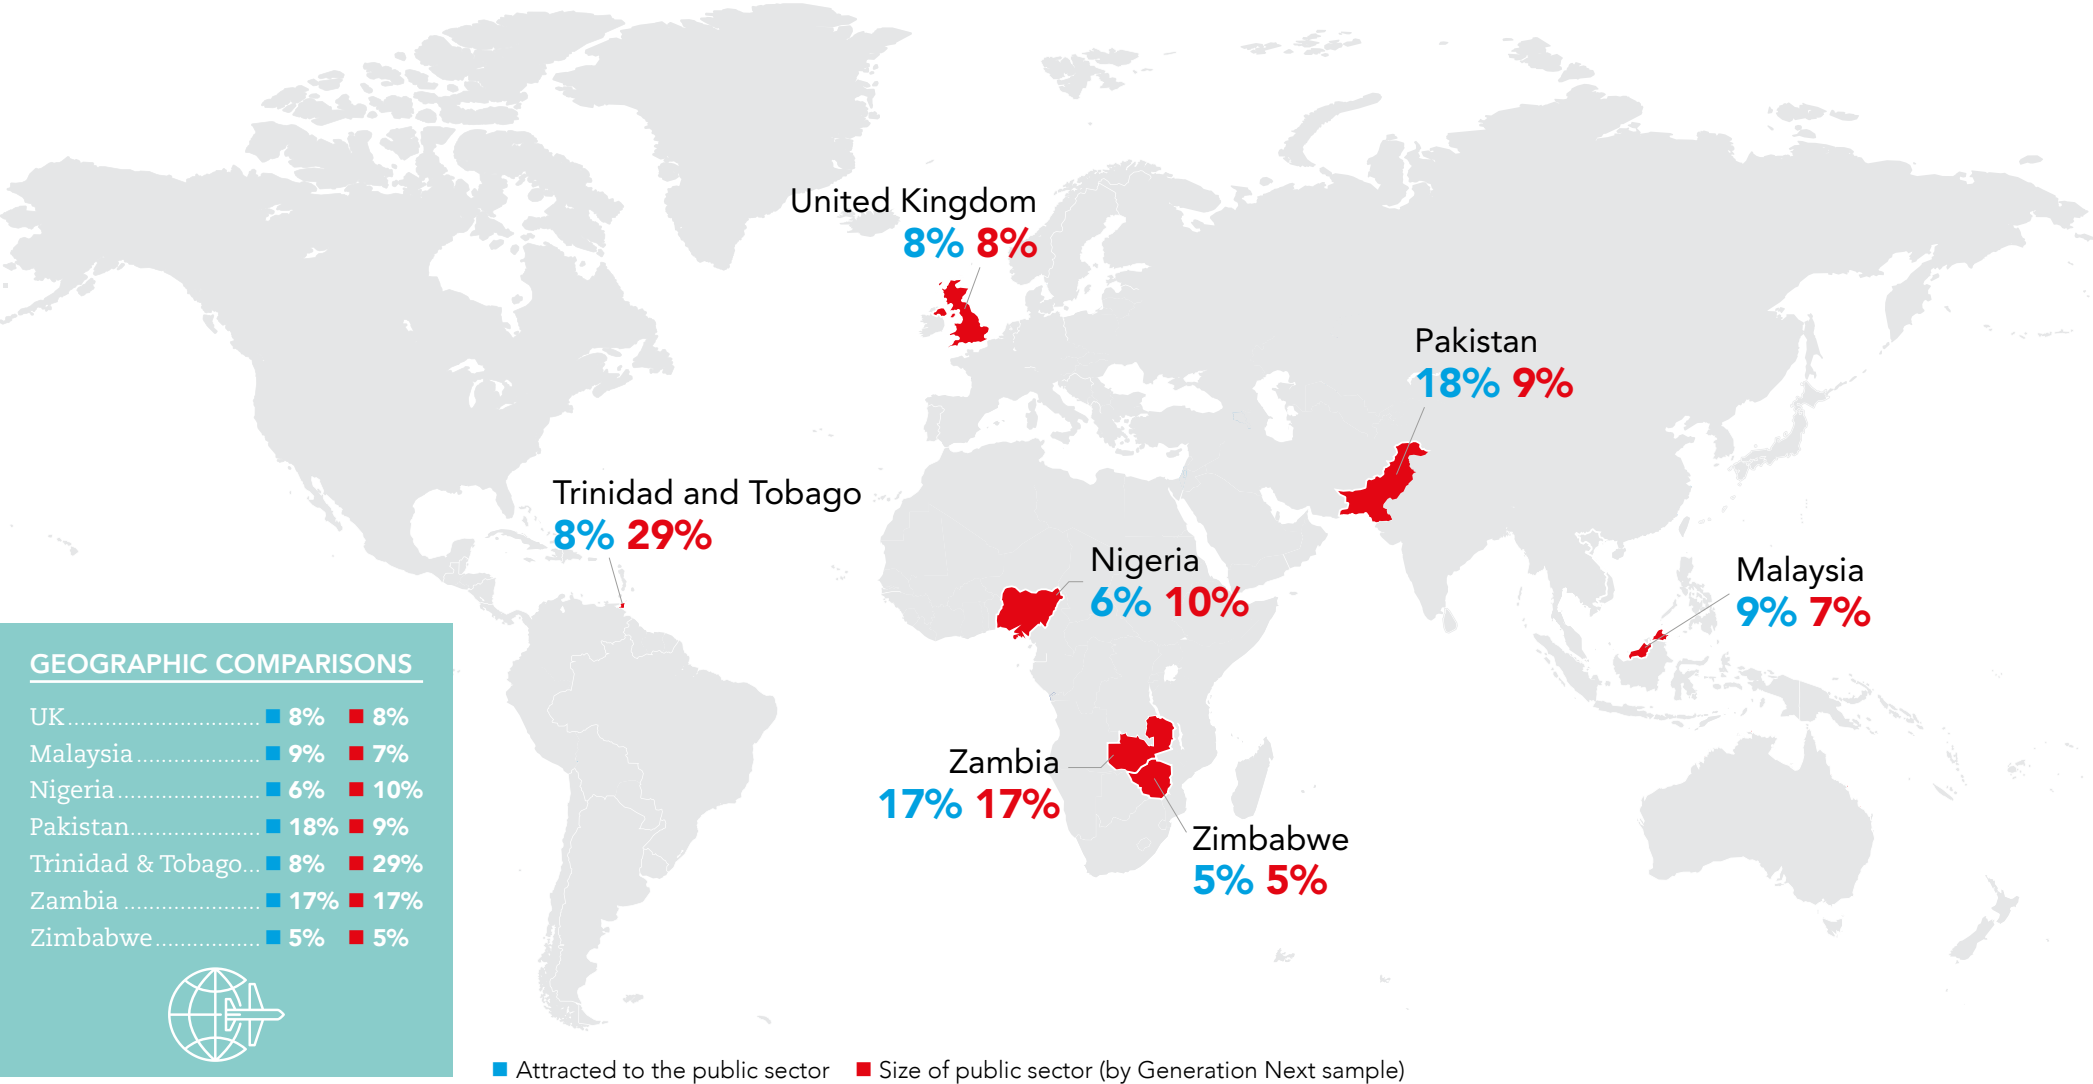 United Kingdom
8% 8%
Pakistan
18% 9%
Trinidad and Tobago
8% 29%
Nigeria
6% 10%
Malaysia
9% 7%
Zambia
17% 17%
Zimbabwe
5% 5%
GEOGRAPHIC COMPARISONS
UK.............................. 8% 8%
Malaysia.................... 9% 7%
Nigeria....................... 6% 10%
Pakistan..................... 18% 9%
Trinidad & Tobago... 8% 29%
Zambia...................... 17% 17%
Zimbabwe................. 5% 5%
Attracted to the public sector Size of public sector (by Generation Next sample)